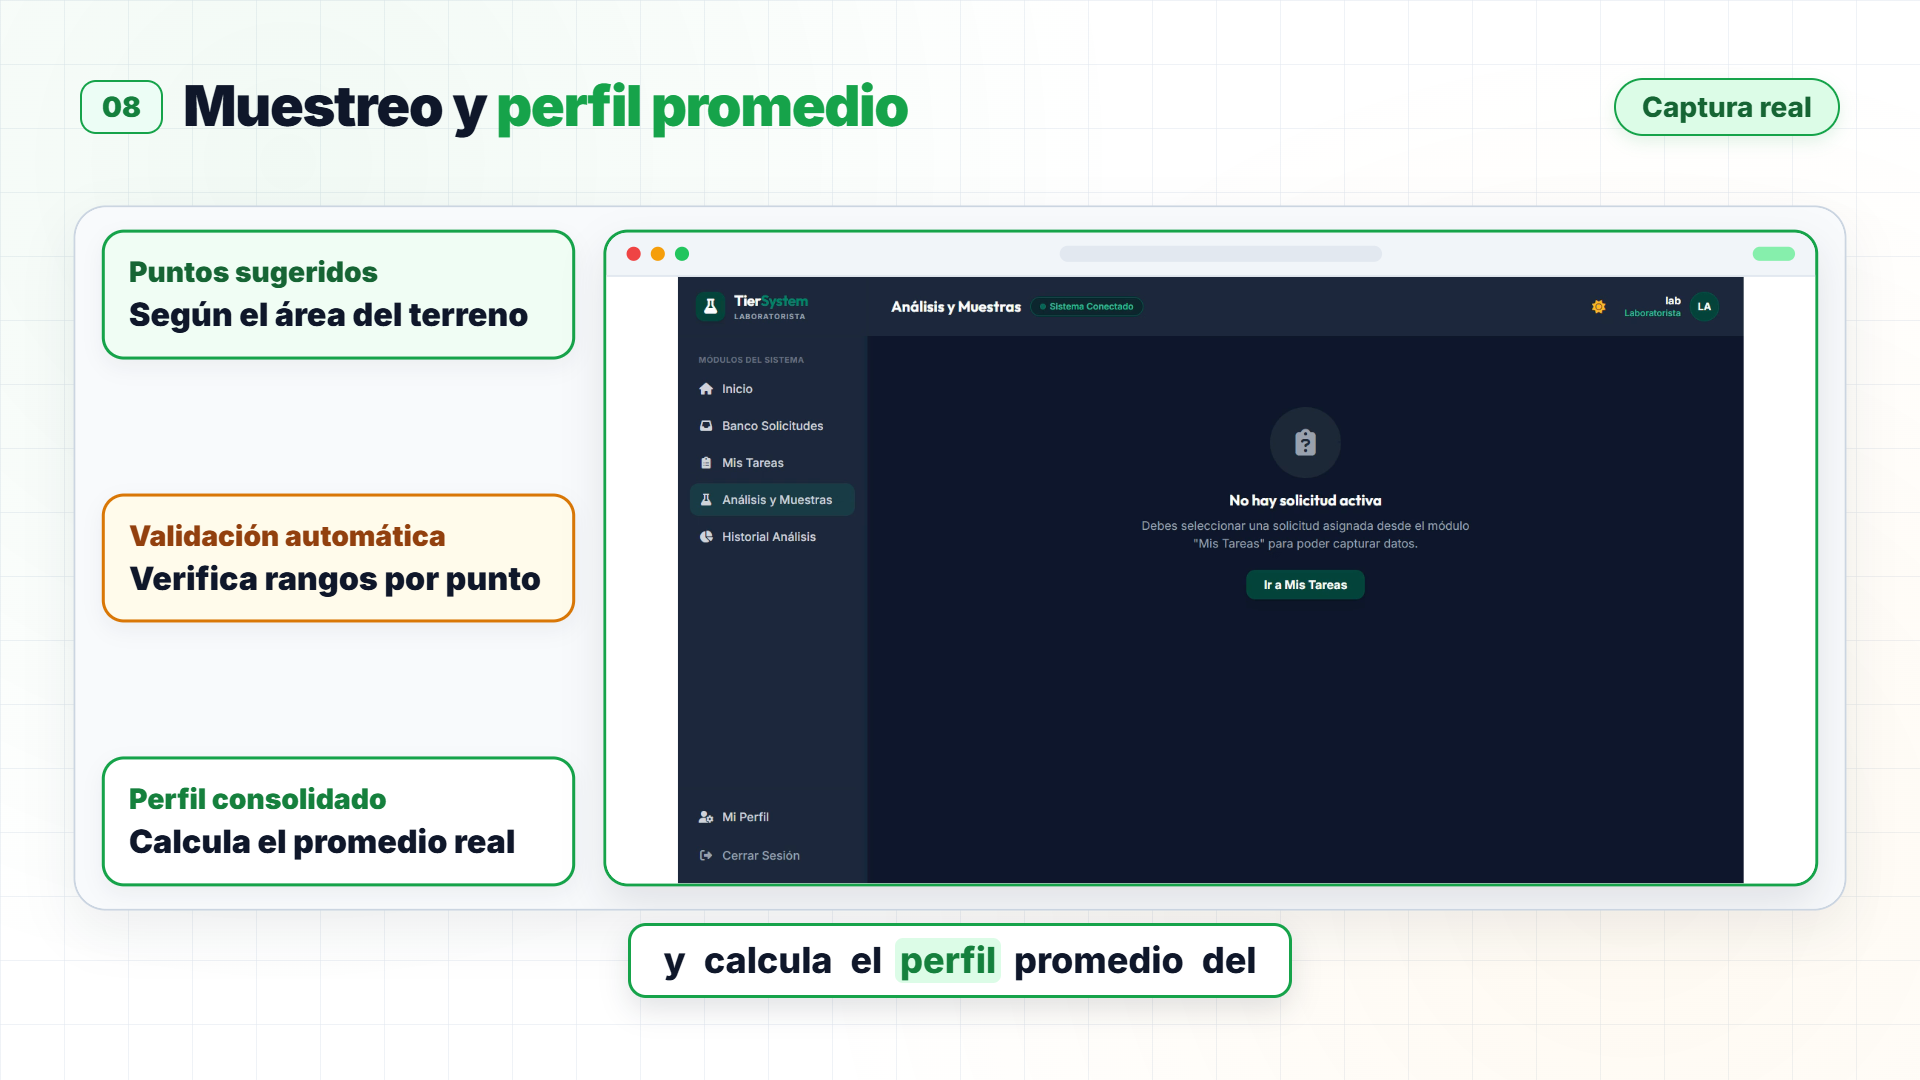 08
Muestreo y perfil promedio
Captura real
Puntos sugeridos
Según el área del terreno
Validación automática
Verifica rangos por punto
Perfil consolidado
Calcula el promedio real
TierSystem
LABORATORISTA
Análisis y Muestras
Sistema Conectado
lab
Laboratorista
LA
MÓDULOS DEL SISTEMA
Inicio
Banco Solicitudes
Mis Tareas
Análisis y Muestras
Historial Análisis
Mi Perfil
Cerrar Sesión
No hay solicitud activa
Debes seleccionar una solicitud asignada desde el módulo
"Mis Tareas" para poder capturar datos.
Ir a Mis Tareas
y calcula el perfil promedio del